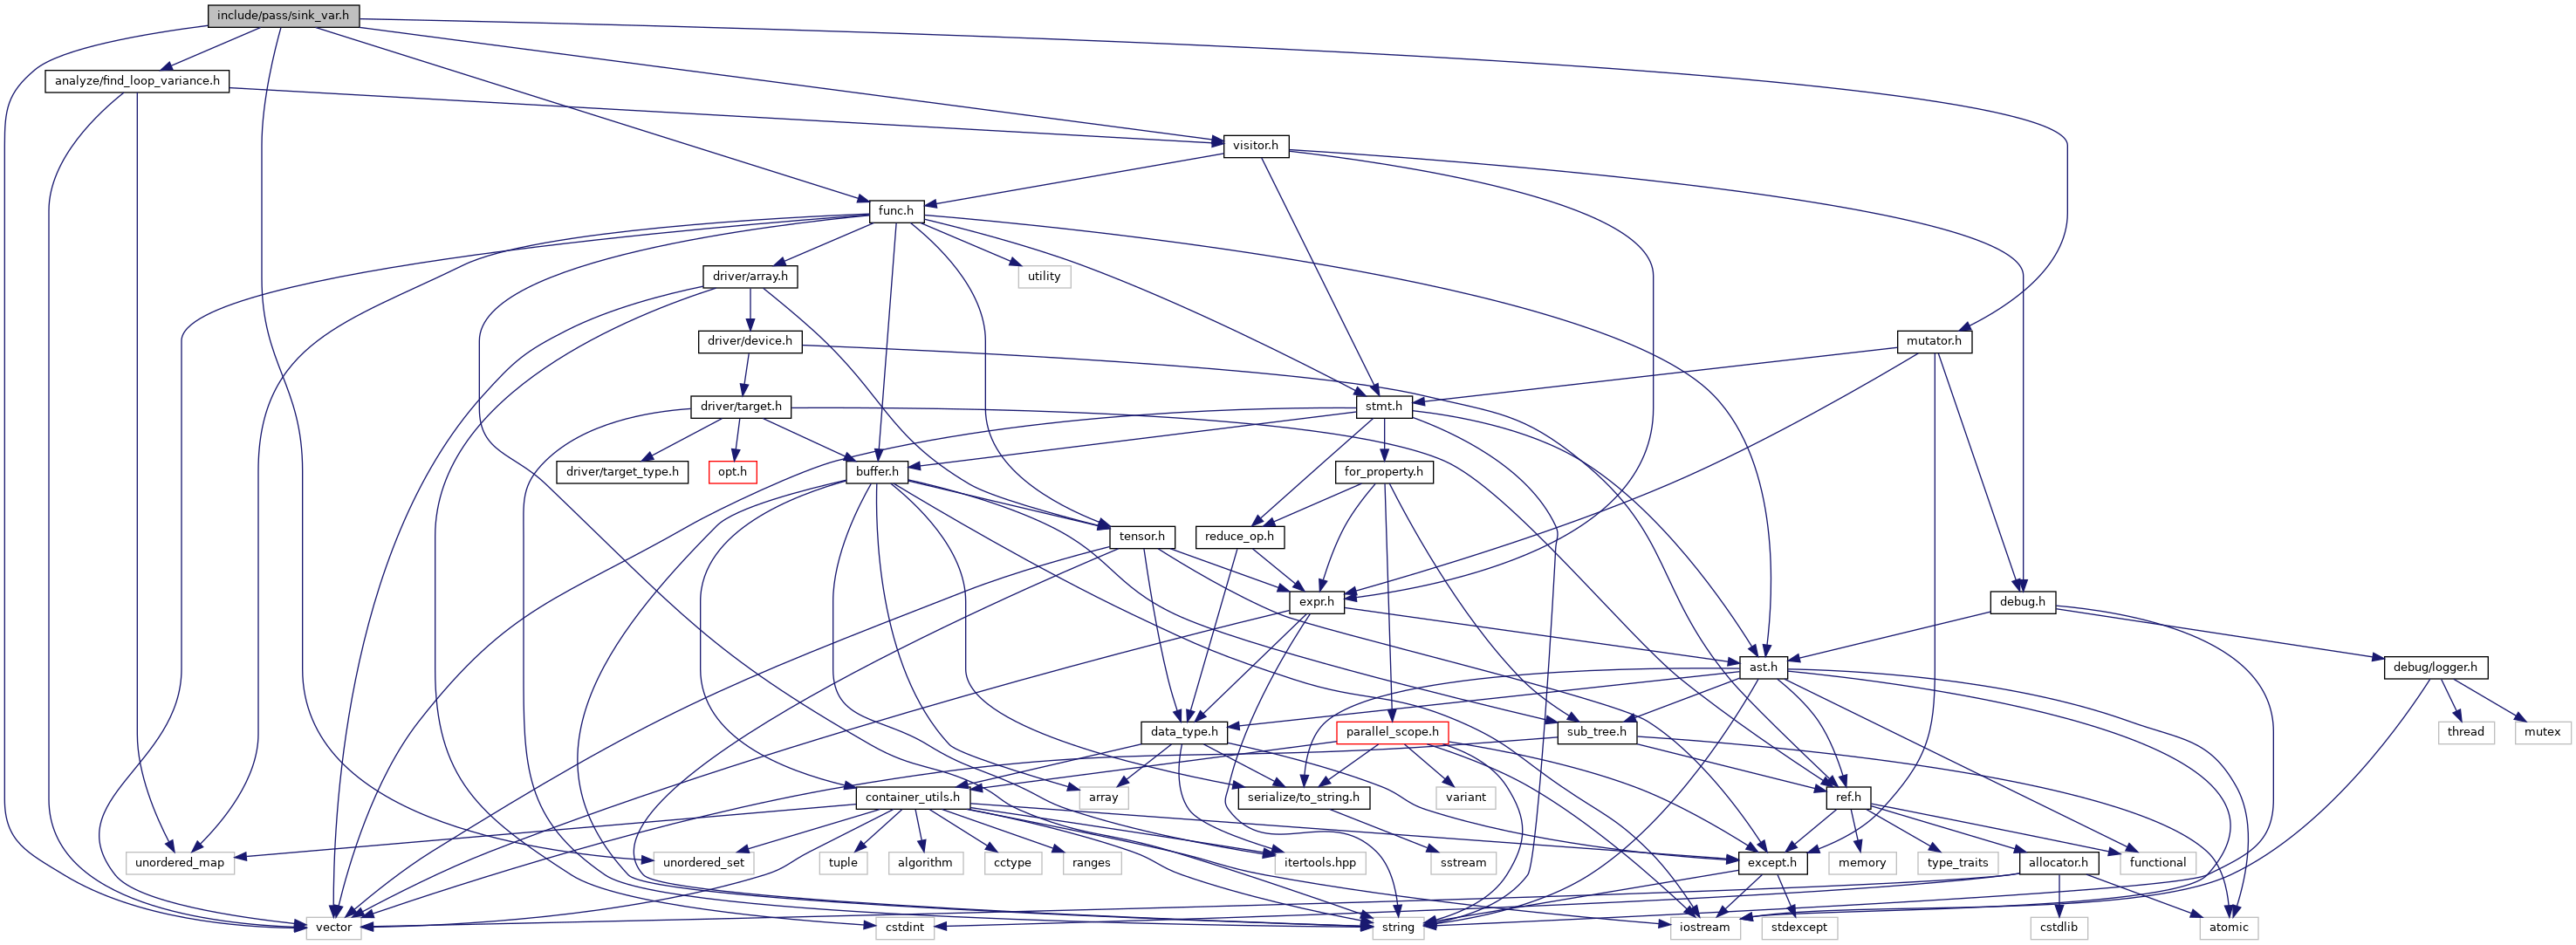 include/pass/sink_var.h
analyze/find_loop_variance.h
visitor.h
func.h
driver/array.h
utility
driver/device.h
mutator.h
driver/target.h
stmt.h
driver/target_type.h
opt.h
buffer.h
for_property.h
tensor.h
reduce_op.h
expr.h
debug.h
ast.h
debug/logger.h
data_type.h
parallel_scope.h
sub_tree.h
thread
mutex
container_utils.h
array
serialize/to_string.h
variant
ref.h
unordered_map
unordered_set
tuple
algorithm
cctype
ranges
itertools.hpp
sstream
except.h
memory
type_traits
allocator.h
functional
vector
cstdint
string
iostream
stdexcept
cstdlib
atomic